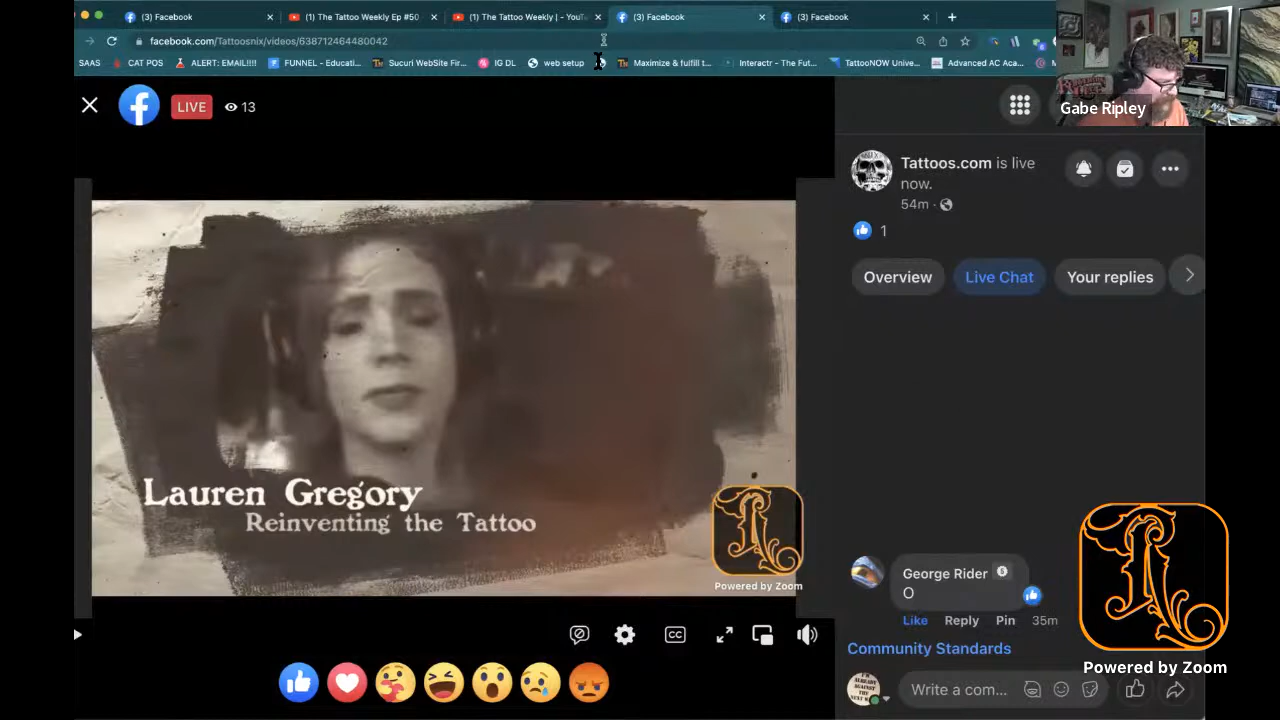 (3) Facebook
(1) The Tattoo Weekly Ep #50
(1) The Tattoo Weekly | - YouT
(3) Facebook
(3) Facebook
facebook.com/Tattoosnix/videos/638712464480042
SAAS
CAT POS
ALERT: EMAIL!!!!
FUNNEL - Educati...
Sucuri WebSite Fir...
IG DL
web setup
Maximize & fulfill t...
Interactr - The Fut...
TattooNOW Unive...
Advanced AC Aca...
Gabe Ripley
LIVE
13
Tattoos.com is live
now.
54m
1
Overview
Live Chat
Your replies
Lauren Gregory
Reinventing the Tattoo
Powered by Zoom
George Rider
O
Like Reply Pin 35m
Community Standards
Write a com...
CC
Powered by Zoom